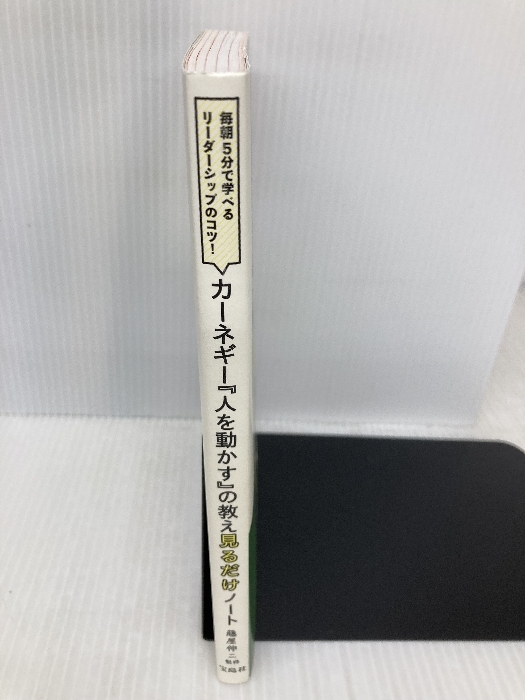 毎朝5分で学べる
リーダーシップのコツ!
カーネギー『人を動かす』の教え見るだけノート
藤屋伸二 監修
宝島社